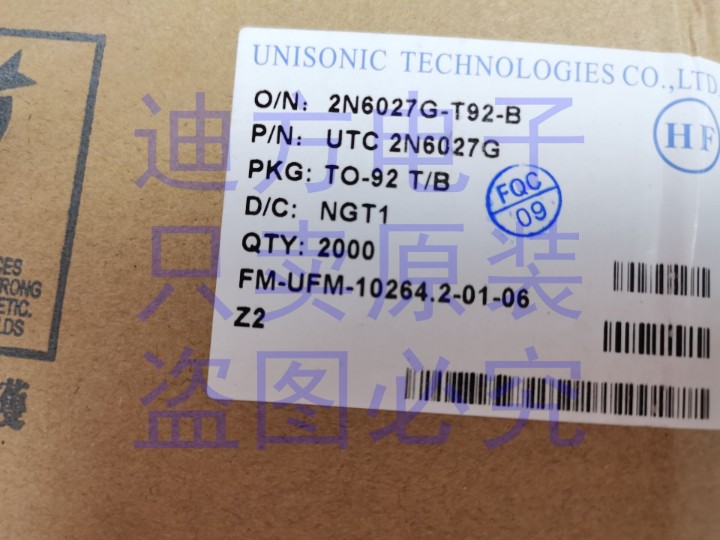 UNISONIC TECHNOLOGIES CO.,LTD
O/N: 2N6027G-T92-B
P/N: UTC 2N6027G
PKG: TO-92 T/B
D/C: NGT1
QTY: 2000
FM-UFM-10264.2-01-06
Z2
HF
FQC
09
迪方电子
只卖原装
盗图必究
CES
TRONG
ETIC.
LDS
護